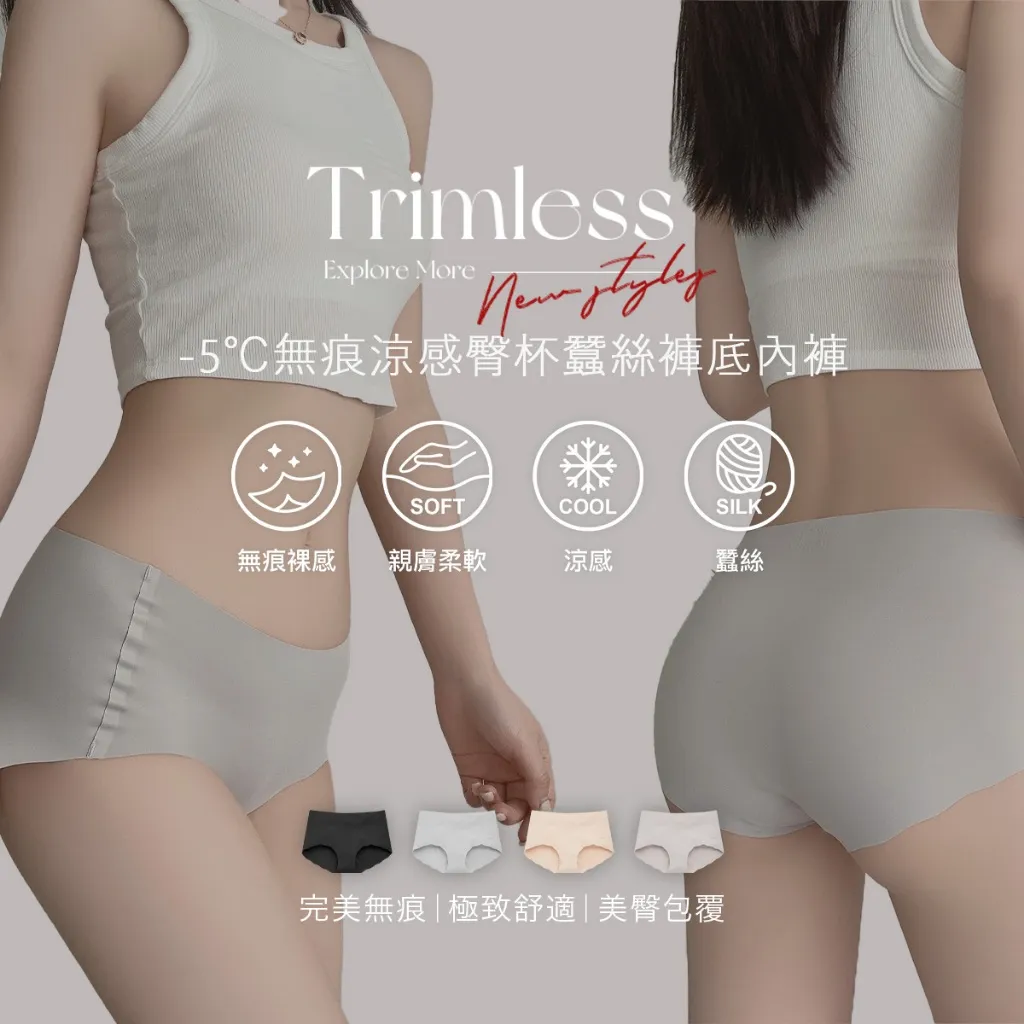 Trimless
Explore More
New styles
-5℃無痕涼感臀杯蠶絲褲底內褲
SOFT
COOL
SILK
無痕裸感
親膚柔軟
涼感
蠶絲
完美無痕|極致舒適|美臀包覆